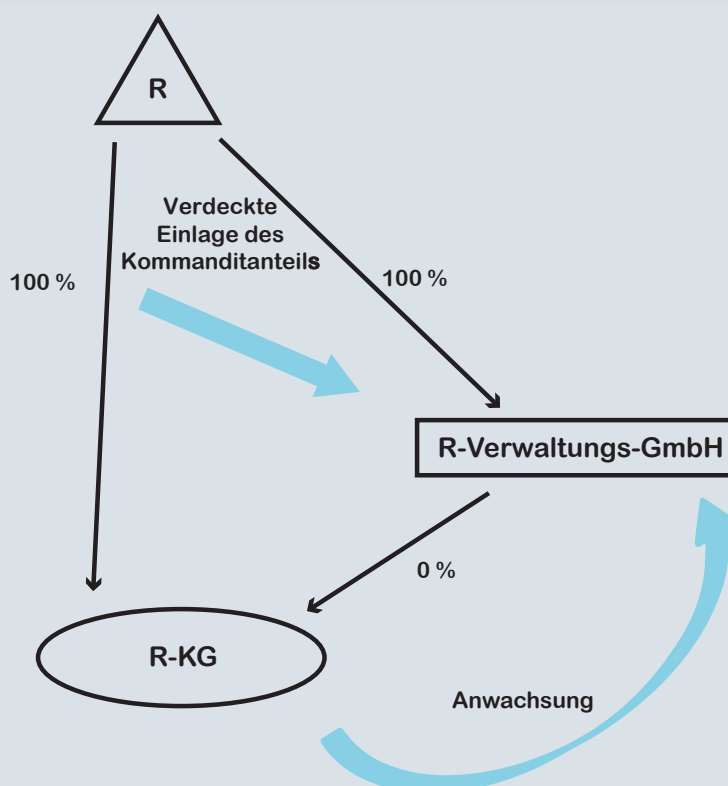 R
Verdeckte
Einlage des
Kommanditanteils
100 %
100 %
R-Verwaltungs-GmbH
0 %
R-KG
Anwachsung